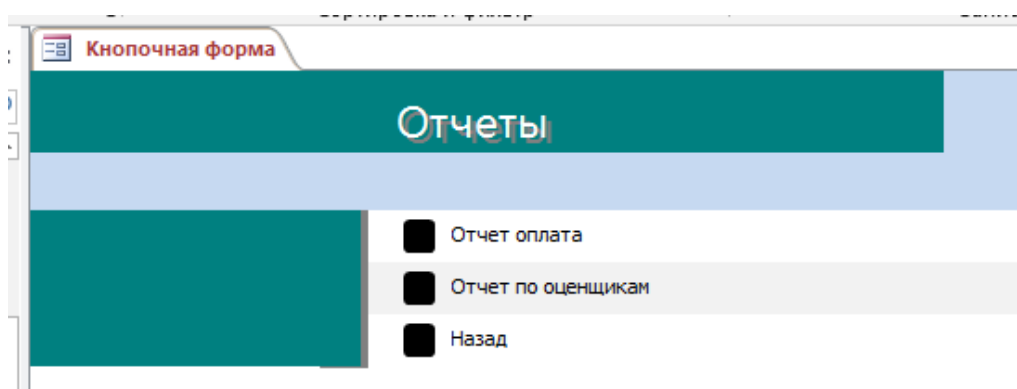 Кнопочная форма
Отчеты
Отчет оплата
Отчет по оценщикам
Назад